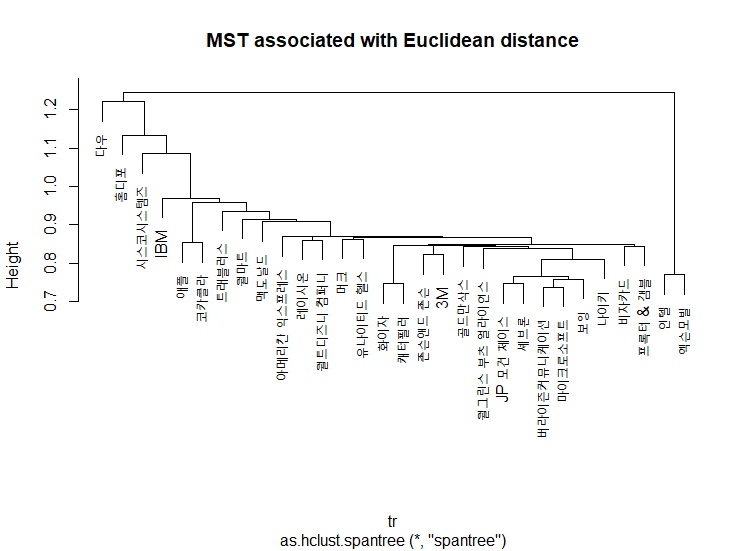 MST associated with Euclidean distance
Height
0.7
0.8
0.9
1.0
1.1
1.2
다우
홈디포
시스코시스템즈
IBM
애플
코카콜라
트래블러스
월마트
맥도날드
아메리칸 익스프레스
레이시온
월트디즈니 컴퍼니
머크
유나이티드 헬스
화이자
캐터필러
존슨앤드 존슨
3M
골드만삭스
월그린스 부츠 얼라이언스
JP 모건 체이스
셰브론
버라이즌커뮤니케이션
마이크로소프트
보잉
나이키
비자카드
프록터 & 갬블
인텔
엑슨모빌
tr
as.hclust.spantree (*, "spantree")